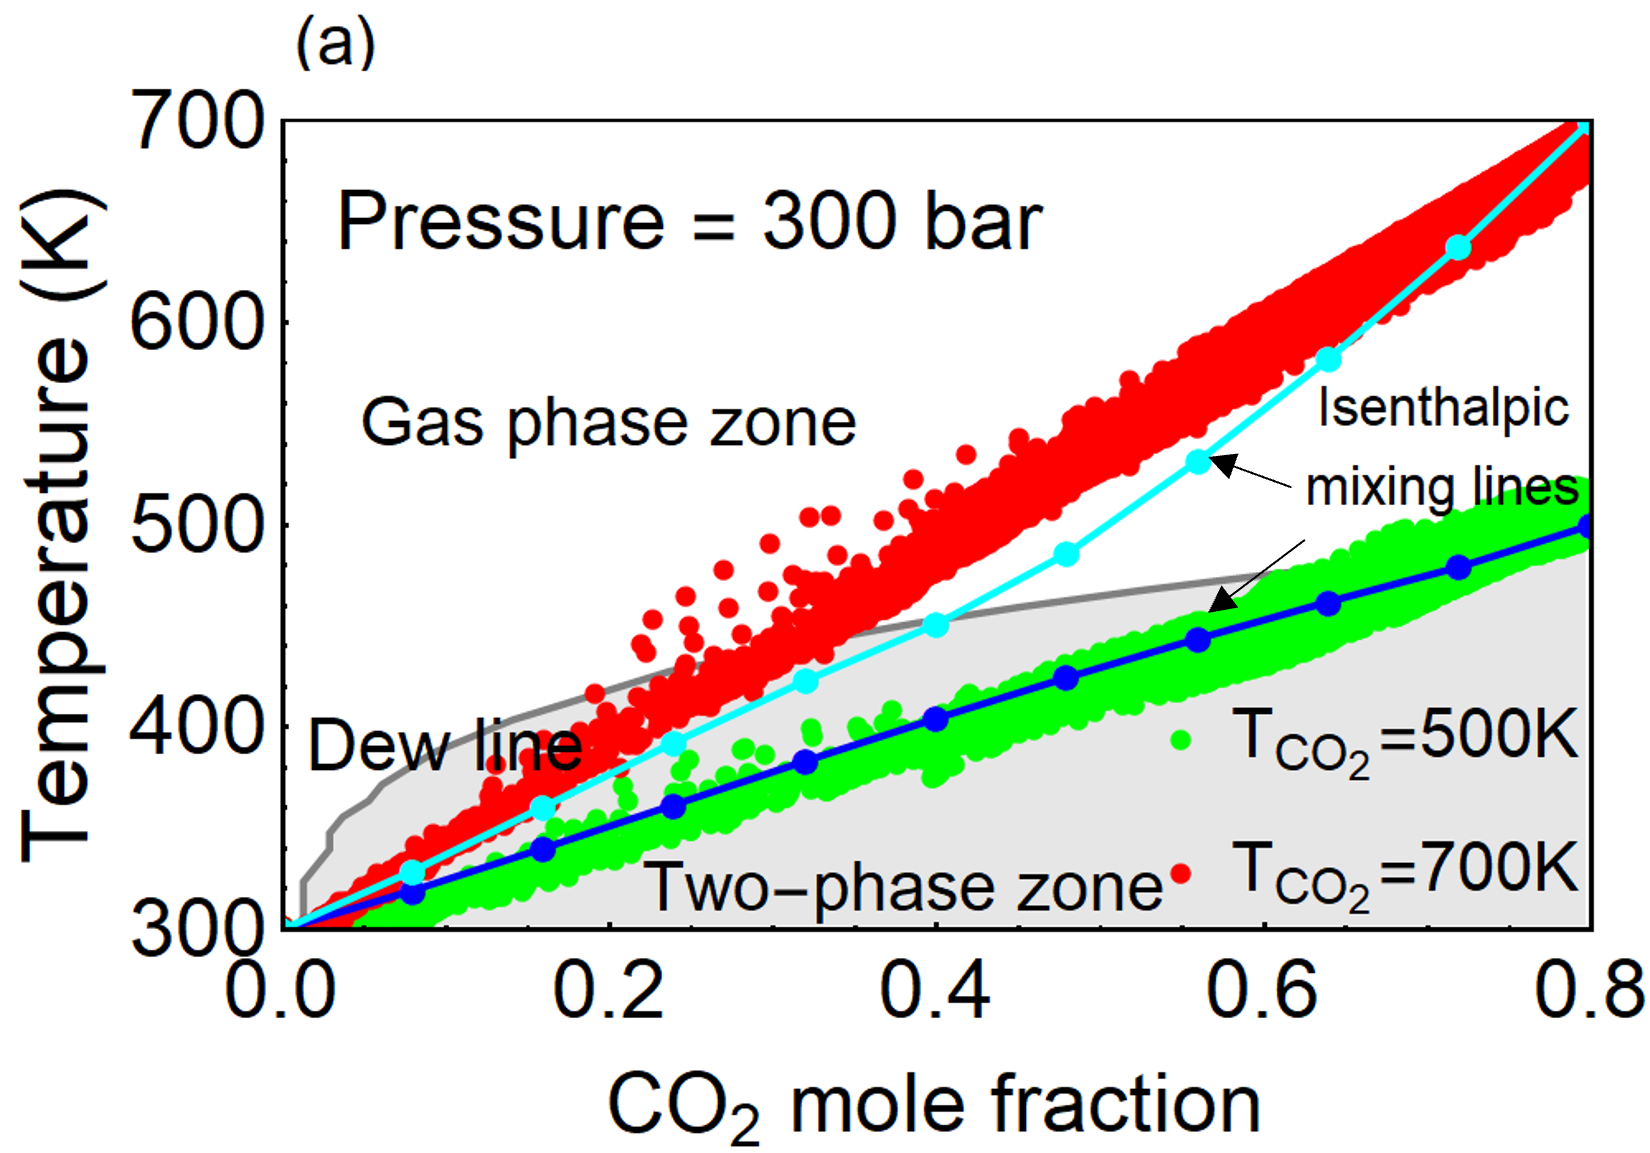 (a)
700
600
500
400
300
Temperature (K)
Pressure = 300 bar
Gas phase zone
Isenthalpic
mixing lines
Dew line
T_CO₂=500K
Two−phase zone
T_CO₂=700K
0.0 0.2 0.4 0.6 0.8
CO₂ mole fraction